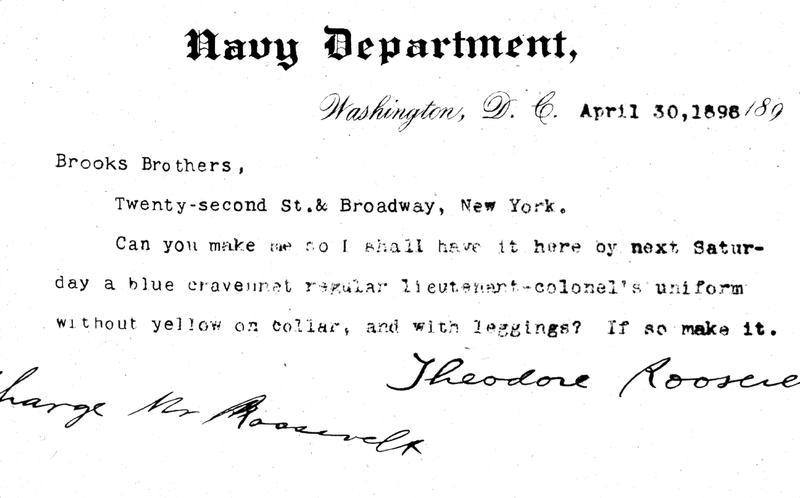 Navy Department,
Washington, D. C. April 30,1898 189
Brooks Brothers,
Twenty-second St.& Broadway, New York.
Can you make me so I shall have it here by next Satur-
day a blue cravennet regular lieutenant-colonel's uniform
without yellow on collar, and with leggings? If so make it.
Theodore Rooseve
Charge Mr Roosevelt